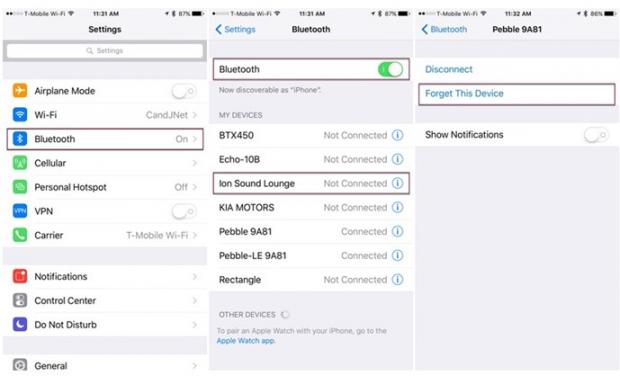 T-Mobile Wi-Fi 11:31 AM 87%
Settings
Settings
Airplane Mode
Wi-Fi CandJNet
Bluetooth On
Cellular
Personal Hotspot Off
VPN VPN
Carrier T-Mobile Wi-Fi
Notifications
Control Center
Do Not Disturb
General
T-Mobile Wi-Fi 11:31 AM 87%
Settings Bluetooth
Bluetooth
Now discoverable as "iPhone".
MY DEVICES
BTX450 Not Connected
Echo-10B Not Connected
Ion Sound Lounge Not Connected
KIA MOTORS Not Connected
Pebble 9A81 Connected
Pebble-LE 9A81 Connected
Rectangle Not Connected
OTHER DEVICES
To pair an Apple Watch with your iPhone, go to the
Apple Watch app.
T-Mobile Wi-Fi 11:32 AM 86%
Bluetooth Pebble 9A81
Disconnect
Forget This Device
Show Notifications